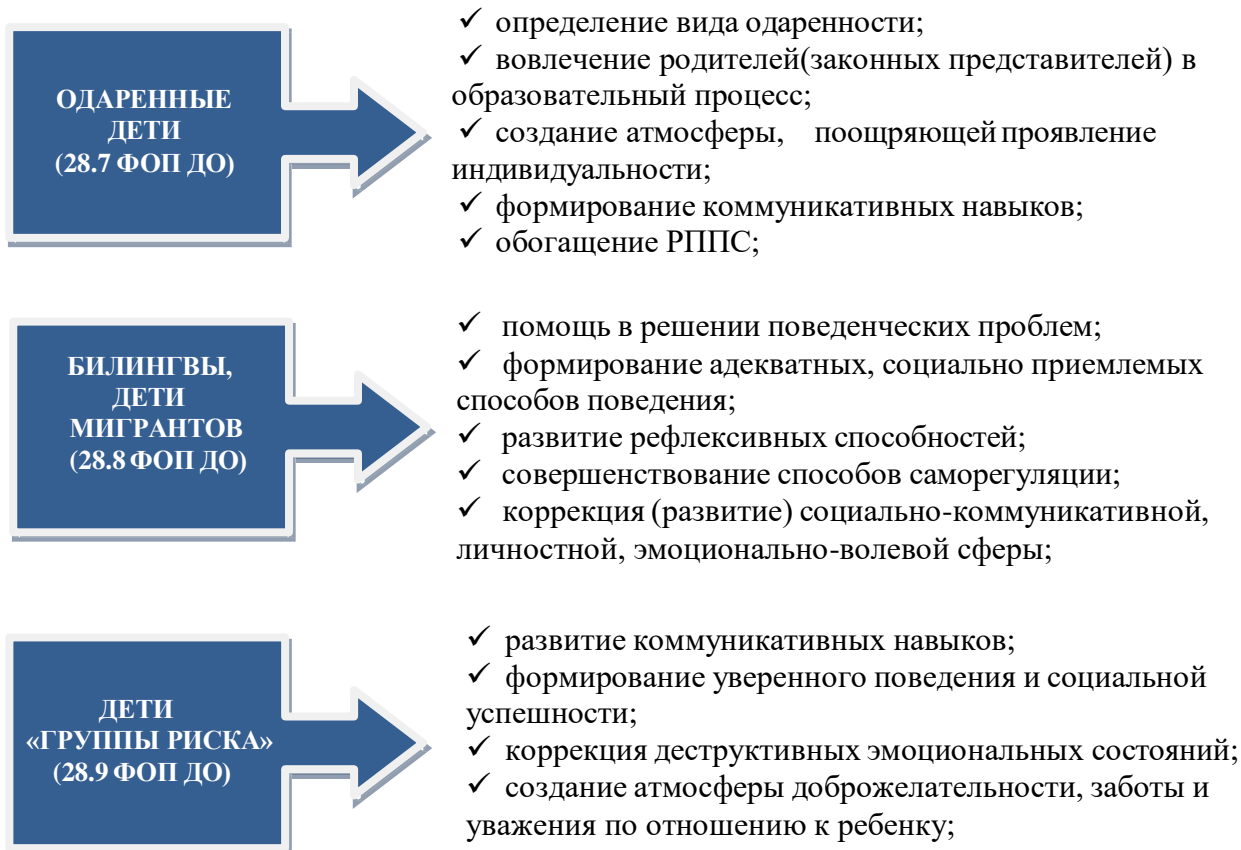 ОДАРЕННЫЕ
ДЕТИ
(28.7 ФОП ДО)
✓ определение вида одаренности;
✓ вовлечение родителей(законных представителей) в
образовательный процесс;
✓ создание атмосферы, поощряющей проявление
индивидуальности;
✓ формирование коммуникативных навыков;
✓ обогащение РППС;
БИЛИНГВЫ,
ДЕТИ
МИГРАНТОВ
(28.8 ФОП ДО)
✓ помощь в решении поведенческих проблем;
✓ формирование адекватных, социально приемлемых
способов поведения;
✓ развитие рефлексивных способностей;
✓ совершенствование способов саморегуляции;
✓ коррекция (развитие) социально-коммуникативной,
личностной, эмоционально-волевой сферы;
ДЕТИ
«ГРУППЫ РИСКА»
(28.9 ФОП ДО)
✓ развитие коммуникативных навыков;
✓ формирование уверенного поведения и социальной
успешности;
✓ коррекция деструктивных эмоциональных состояний;
✓ создание атмосферы доброжелательности, заботы и
уважения по отношению к ребенку;